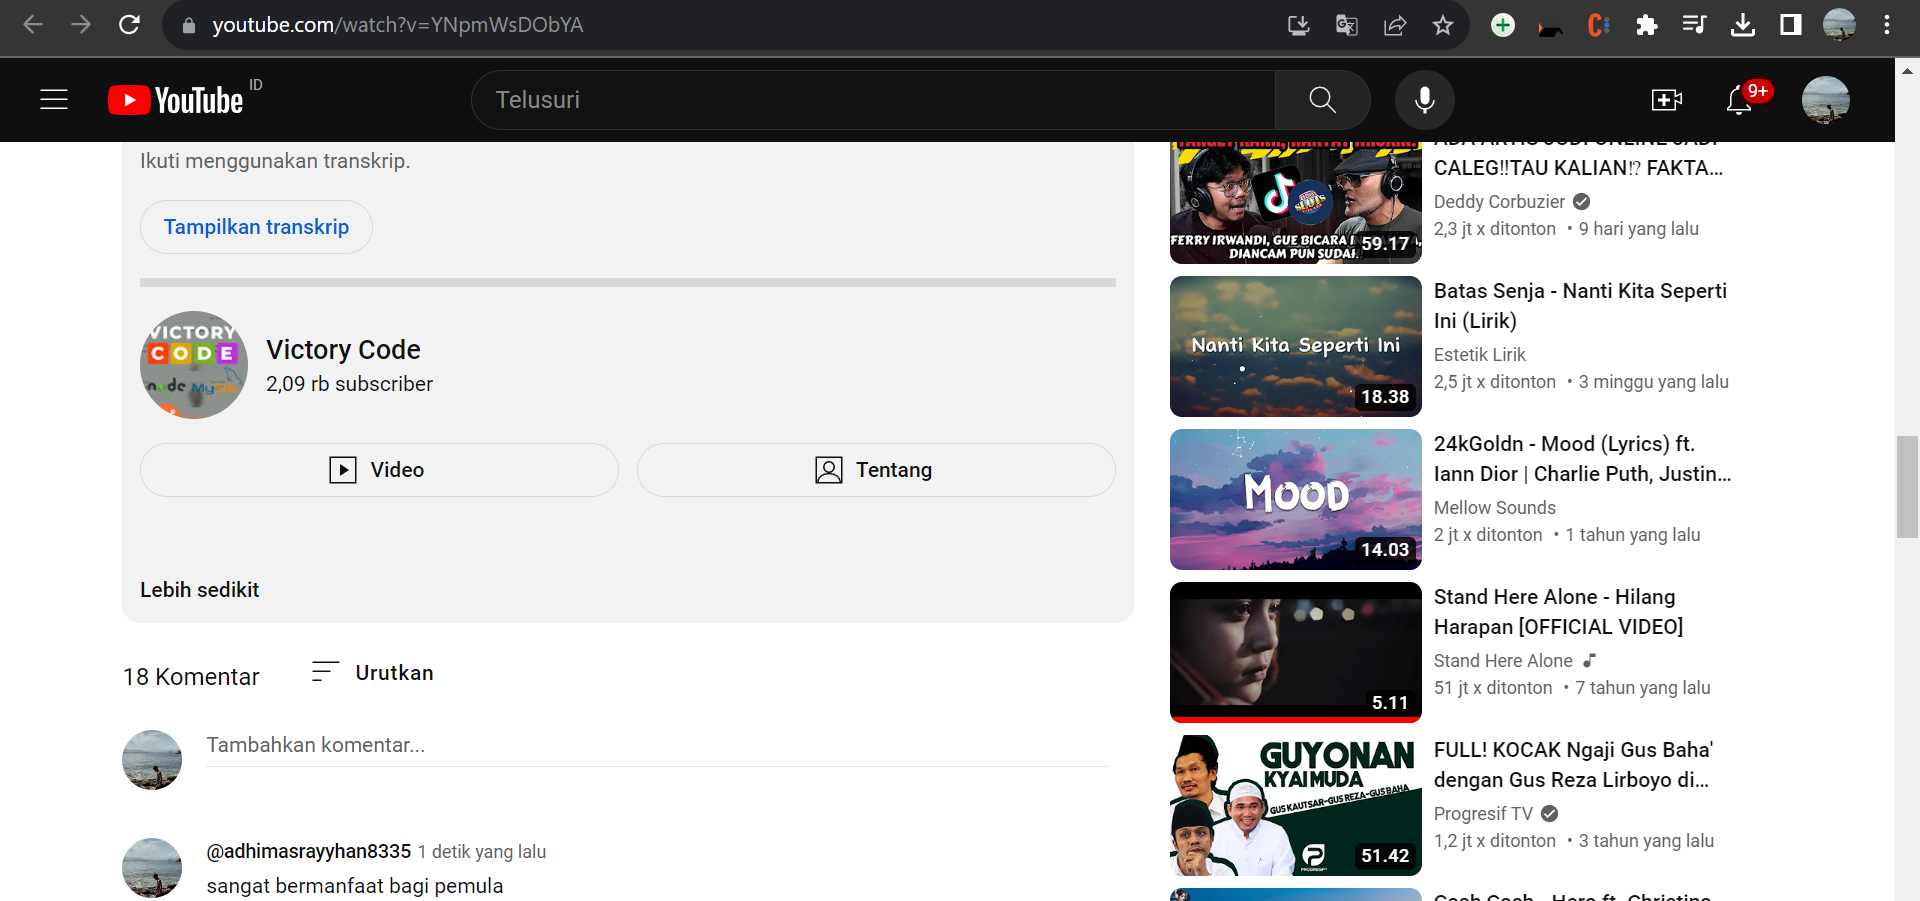 youtube.com/watch?v=YNpmWsDObYA
YouTube ID
Telusuri
9+
Ikuti menggunakan transkrip.
Tampilkan transkrip
VICTORY
CODE
node MySQL
Victory Code
2,09 rb subscriber
Video
Tentang
Lebih sedikit
18 Komentar
Urutkan
Tambahkan komentar...
@adhimasrayyhan8335 1 detik yang lalu
sangat bermanfaat bagi pemula
SLOTS
FERRY IRWANDI, GUE BICARA
DIANCAM PUN SUDAH.
59.17
CALEG!!TAU KALIAN⁉ FAKTA...
Deddy Corbuzier
2,3 jt x ditonton • 9 hari yang lalu
Nanti Kita Seperti Ini
18.38
Batas Senja - Nanti Kita Seperti
Ini (Lirik)
Estetik Lirik
2,5 jt x ditonton • 3 minggu yang lalu
MOOD
14.03
24kGoldn - Mood (Lyrics) ft.
Iann Dior | Charlie Puth, Justin...
Mellow Sounds
2 jt x ditonton • 1 tahun yang lalu
5.11
Stand Here Alone - Hilang
Harapan [OFFICIAL VIDEO]
Stand Here Alone
51 jt x ditonton • 7 tahun yang lalu
GUYONAN
KYAI MUDA
GUS KAUTSAR-GUS REZA-GUS BAHA
PROGRESIF
51.42
FULL! KOCAK Ngaji Gus Baha'
dengan Gus Reza Lirboyo di...
Progresif TV
1,2 jt x ditonton • 3 tahun yang lalu